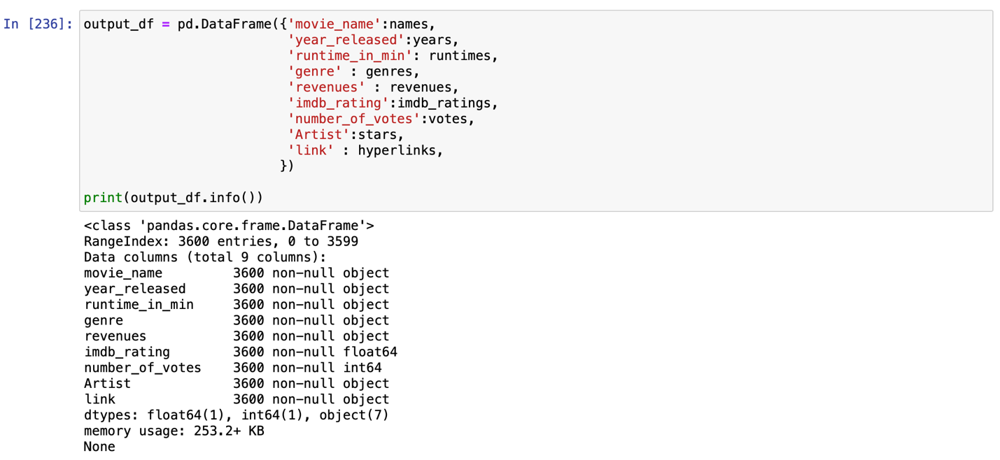 In [236]: output_df = pd.DataFrame({'movie_name':names,
'year_released':years,
'runtime_in_min': runtimes,
'genre' : genres,
'revenues' : revenues,
'imdb_rating':imdb_ratings,
'number_of_votes':votes,
'Artist':stars,
'link' : hyperlinks,
})
print(output_df.info())
<class 'pandas.core.frame.DataFrame'>
RangeIndex: 3600 entries, 0 to 3599
Data columns (total 9 columns):
movie_name         3600 non-null object
year_released      3600 non-null object
runtime_in_min     3600 non-null object
genre              3600 non-null object
revenues           3600 non-null object
imdb_rating        3600 non-null float64
number_of_votes    3600 non-null int64
Artist             3600 non-null object
link               3600 non-null object
dtypes: float64(1), int64(1), object(7)
memory usage: 253.2+ KB
None